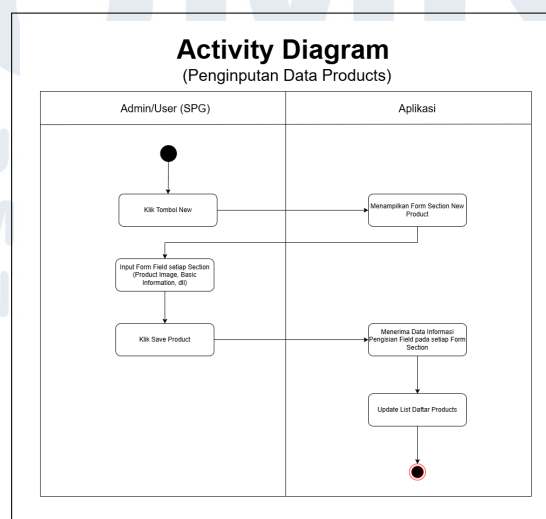 Activity Diagram
(Penginputan Data Products)
Admin/User (SPG)
Aplikasi
Klik Tombol New
Menampilkan Form Section New
Product
Input Form Field setiap Section
(Product Image, Basic
Information, dll)
Klik Save Product
Menerima Data Informasi
Pengisian Field pada setiap Form
Section
Update List Daftar Products